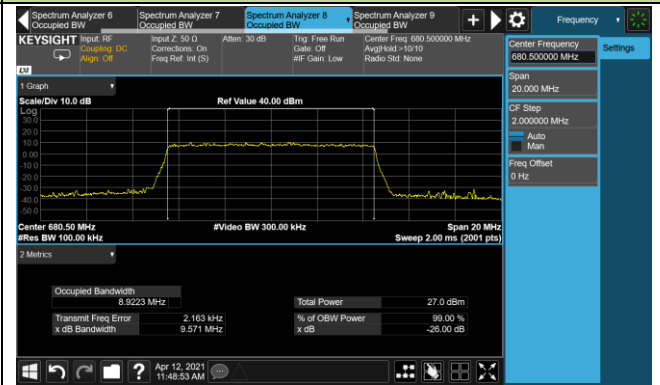 Spectrum Analyzer 6 Spectrum Analyzer 7 Spectrum Analyzer 8 Spectrum Analyzer 9 Frequency
Occupied BW Occupied BW Occupied BW Occupied BW
KEYSIGHT Input: RF Input Z: 50 Ω Atten: 30 dB Trig: Free Run Center Freq: 680.500000 MHz
Coupling: DC Corrections: On Gate: Off Avg|Hold:>10/10
Align: Off Freq Ref: Int (S) #IF Gain: Low Radio Std: None
LXI
Center Frequency
680.500000 MHz
Settings
Span
20.000 MHz
CF Step
2.000000 MHz
Auto
Man
Freq Offset
0 Hz
1 Graph
Scale/Div 10.0 dB Ref Value 40.00 dBm
Log
30.0
20.0
10.0
0.00
-10.0
-20.0
-30.0
-40.0
-50.0
Center 680.50 MHz #Video BW 300.00 kHz Span 20 MHz
#Res BW 100.00 kHz Sweep 2.00 ms (2001 pts)
2 Metrics
Occupied Bandwidth
8.9223 MHz Total Power 27.0 dBm
Transmit Freq Error 2.163 kHz % of OBW Power 99.00 %
x dB Bandwidth 9.571 MHz x dB -26.00 dB
Apr 12, 2021
11:48:53 AM